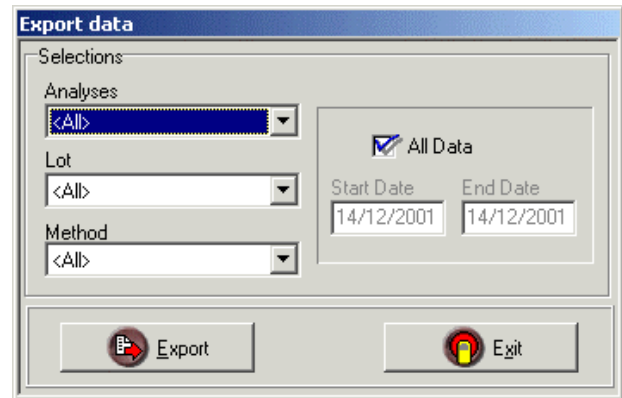 Export data
Selections
Analyses
<All>
Lot
<All>
Method
<All>
All Data
Start Date End Date
14/12/2001 14/12/2001
Export Exit